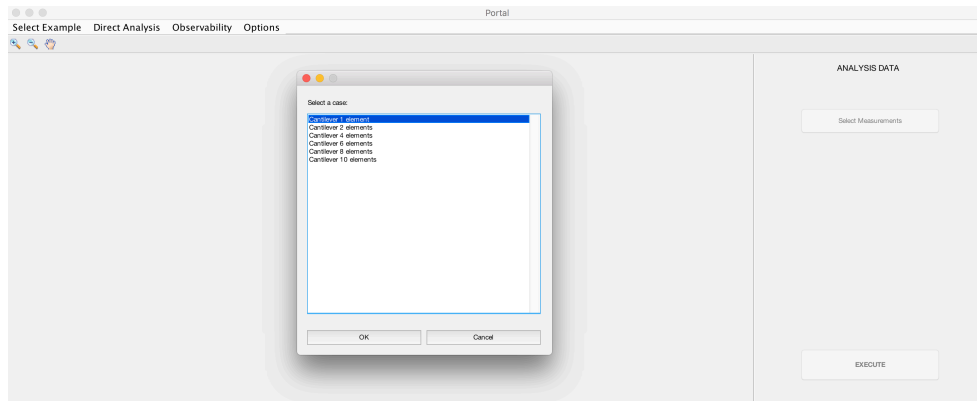 Portal
Select Example Direct Analysis Observability Options
ANALYSIS DATA
Select a case:
Cantilever 1 element
Cantilever 2 elements
Cantilever 4 elements
Cantilever 6 elements
Cantilever 8 elements
Cantilever 10 elements
Select Measurements
OK Cancel
EXECUTE